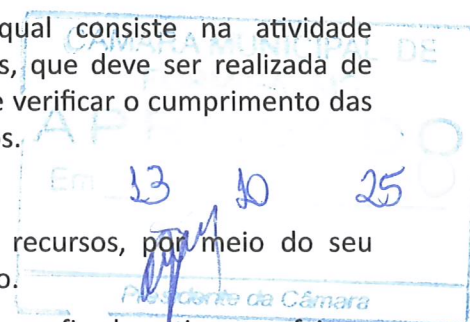 qual consiste na atividade
CÂMARA MUNICIPAL DE
s, que deve ser realizada de
e verificar o cumprimento das
os.
Em 13 10 25
recursos, por meio do seu
o.
Presidente da Câmara